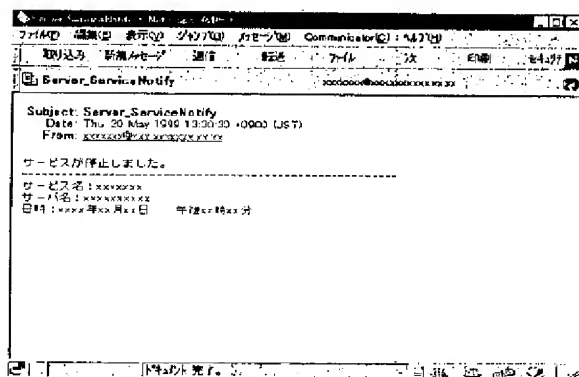 ファイル(F) 編集(E) 表示(V) ジャンプ(G) メッセージ(M) Communicator(C) ヘルプ(H)
取り込み 新規メッセージ 返信 転送 ファイル 次 印刷
Server_ServiceNotify
Subject: Server_ServiceNotify
Date: Thu 20 May 1999 13:30:30 +0900 (JST)
From:
サービスが停止しました。
サービス名：xxxxxxx
サーバ名：xxxxxxxxxx
日時：xxxx年xx月xx日 午後xx時xx分
ドキュメント完了。